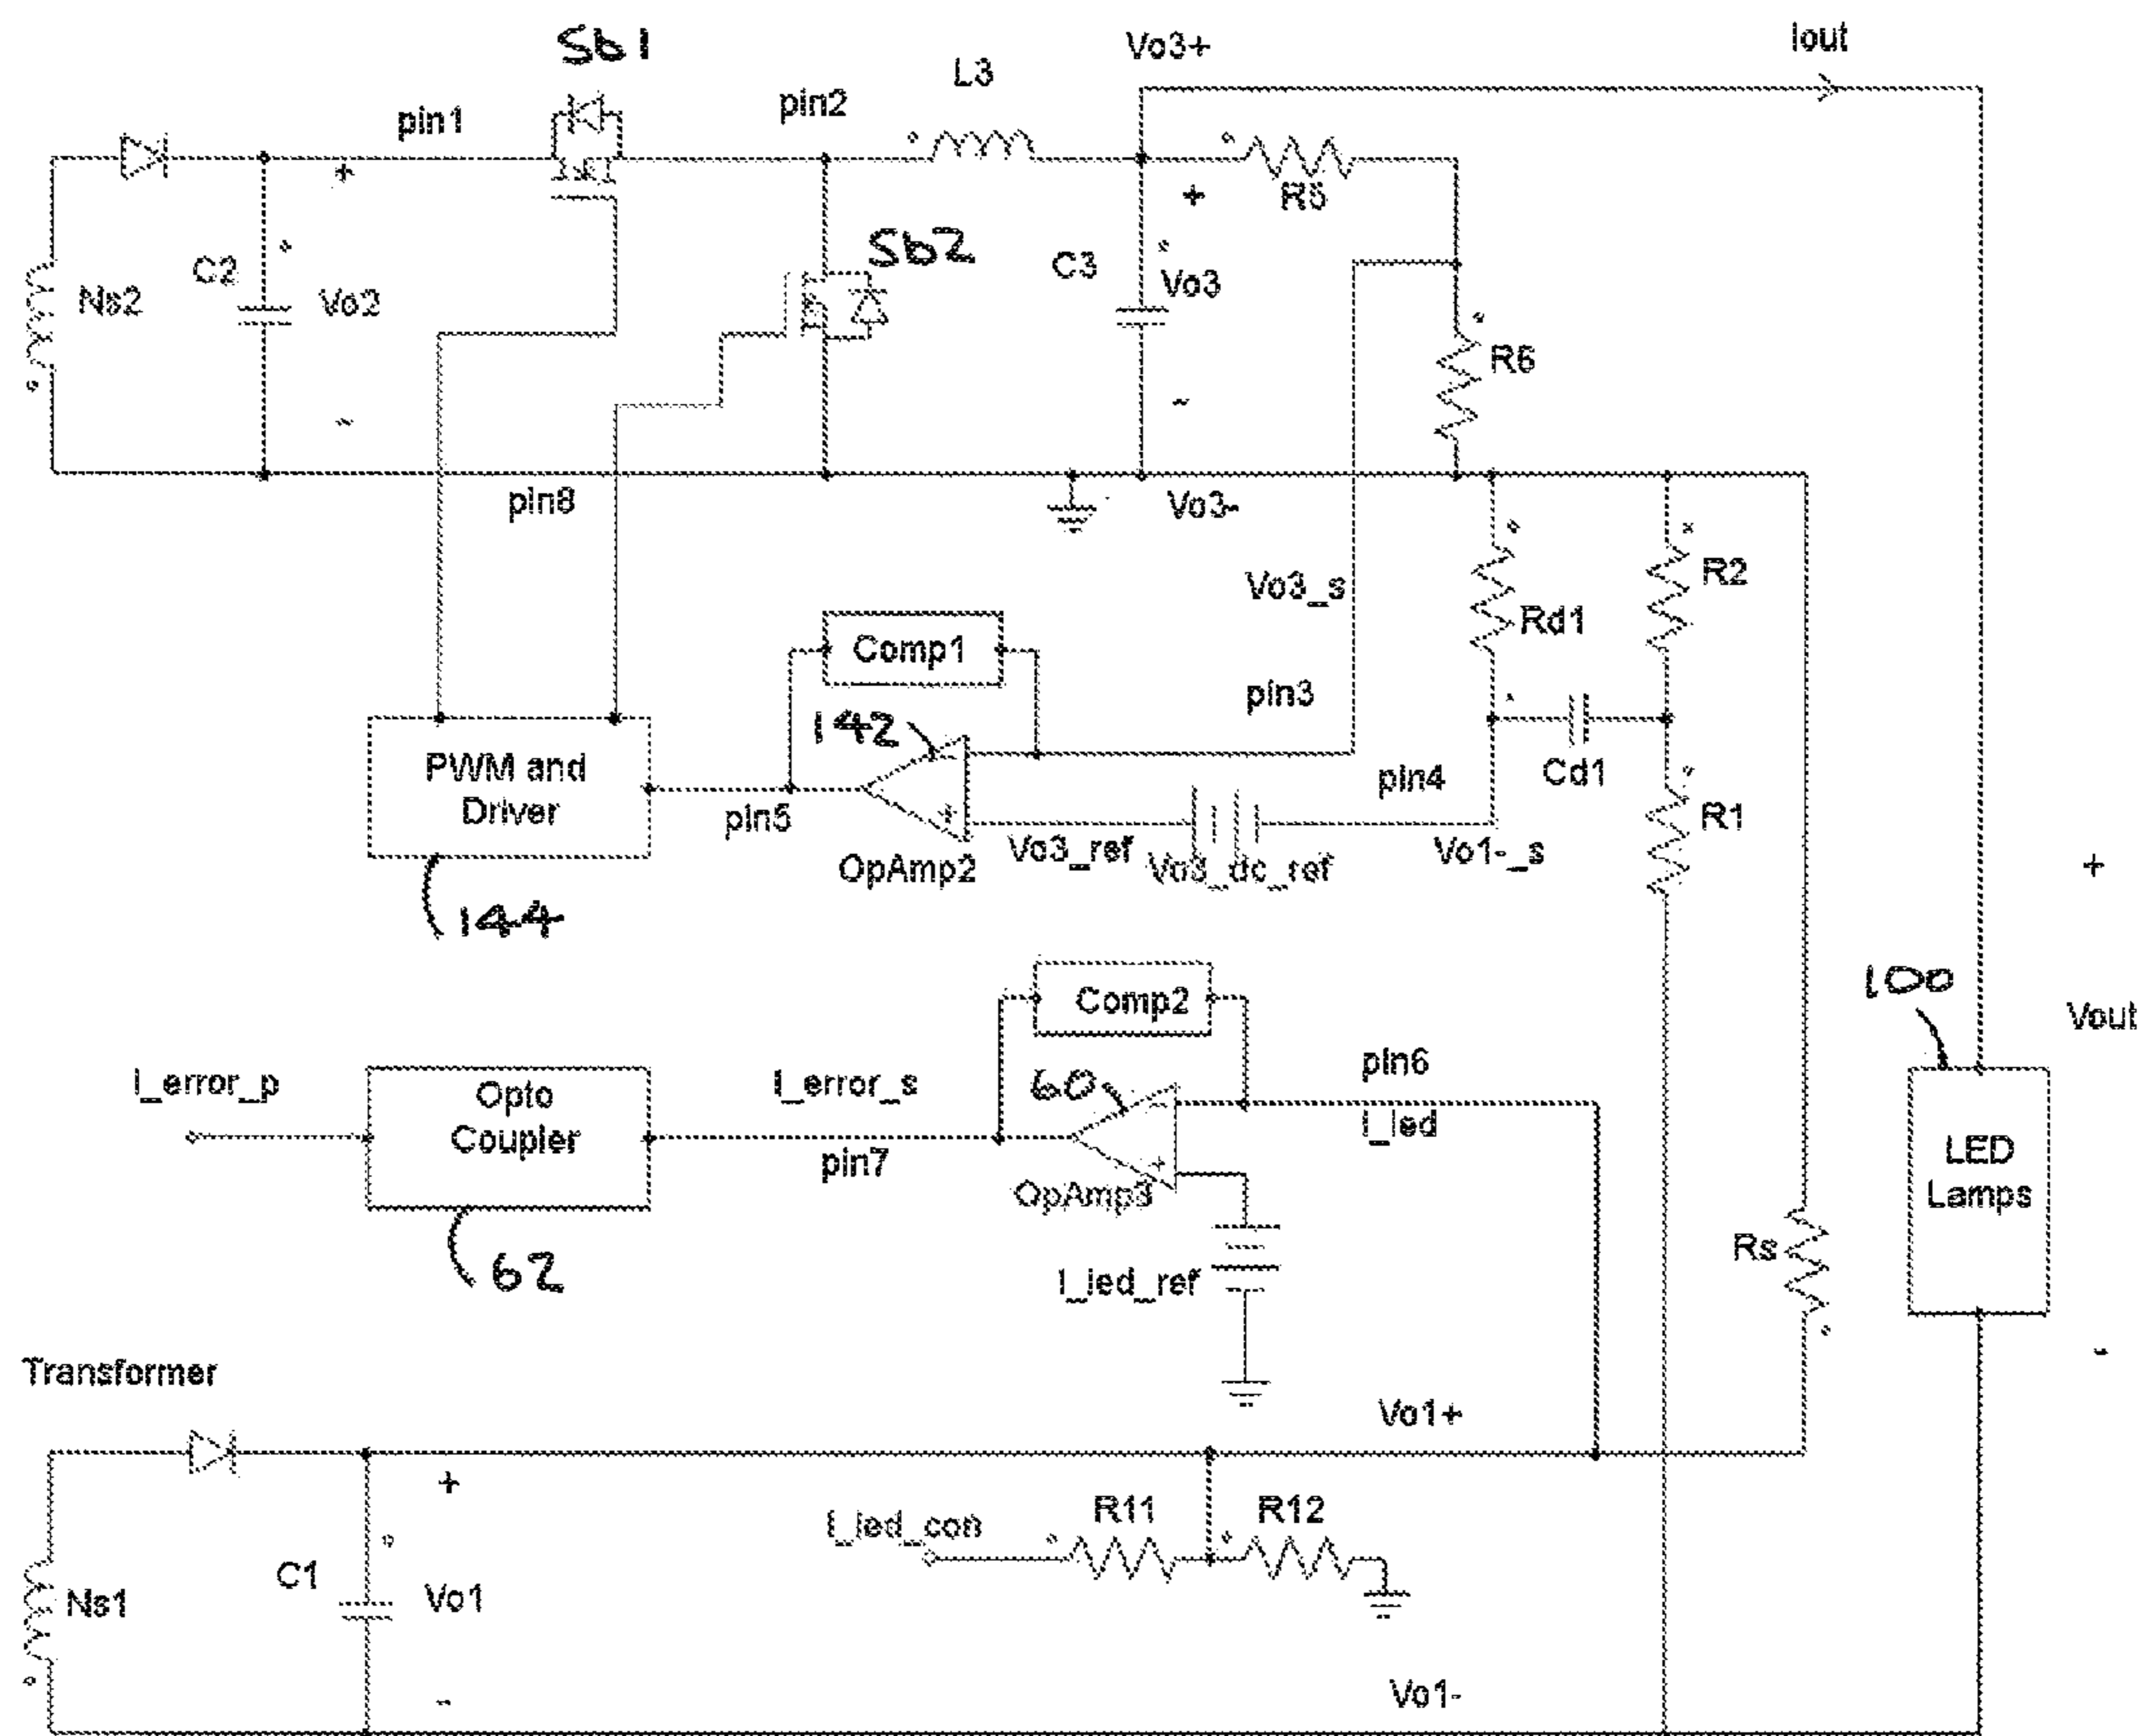 Sb1
Vo3+
Iout
L3
pin1
pin2
+
+
R5
Sb2
C2
Ns2
Vo2
C3
Vo3
R6
-
-
pin8
Vo3-
R2
Vo3_s
Rd1
Comp1
pin3
142
PWM and
Driver
pin4
Cd1
R1
pin5
Vo3_ref
Vo1-_s
+
OpAmp2
Vo3_dc_ref
+
144
Comp2
100
Vout
pin6
I_error_p
Opto
Coupler
I_error_s
60
I_led
LED
Lamps
pin7
+
OpAmp3
Rs
62
I_led_ref
Transformer
-
Vo1+
+
R11
R12
I_led_con
C1
Vo1
Ns1
-
Vo1-